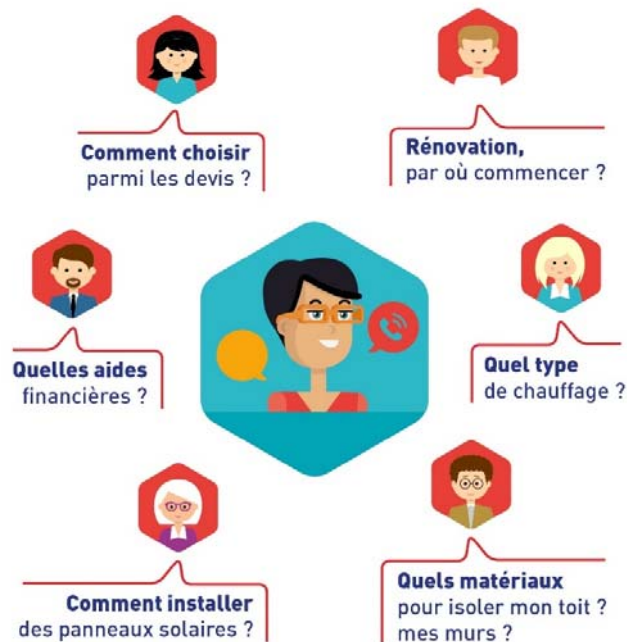 Comment choisir
parmi les devis ?
Rénovation,
par où commencer ?
Quelles aides
financières ?
Quel type
de chauffage ?
Comment installer
des panneaux solaires ?
Quels matériaux
pour isoler mon toit ?
mes murs ?